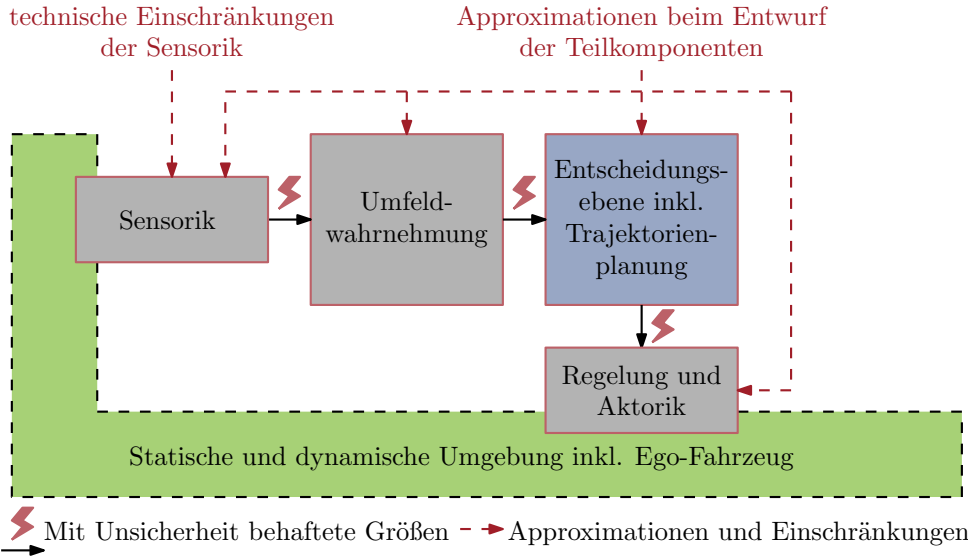 technische Einschränkungen
der Sensorik
Approximationen beim Entwurf
der Teilkomponenten
Sensorik
Umfeld-
wahrnehmung
Entscheidungs-
ebene inkl.
Trajektorien-
planung
Regelung und
Aktorik
Statische und dynamische Umgebung inkl. Ego-Fahrzeug
Mit Unsicherheit behaftete Größen
Approximationen und Einschränkungen